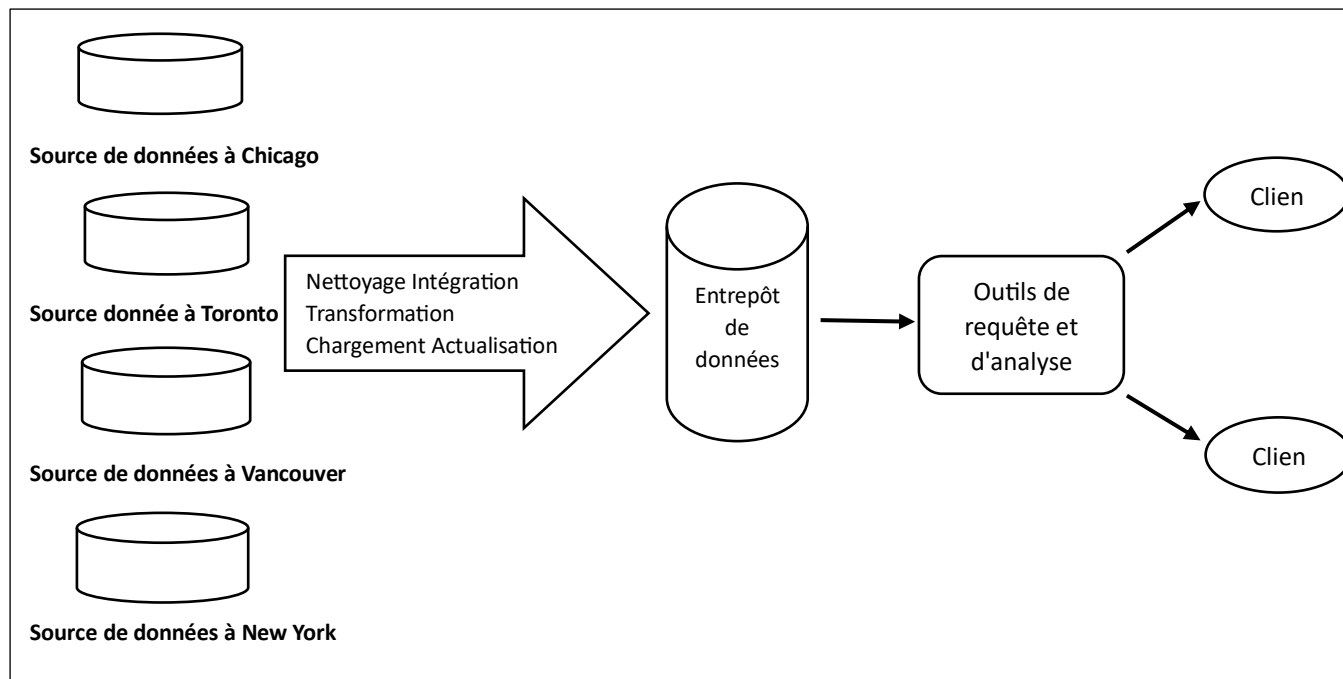 Source de données à Chicago
Source donnée à Toronto
Source de données à Vancouver
Source de données à New York
Nettoyage Intégration
Transformation
Chargement Actualisation
Entrepôt
de
données
Outils de
requête et
d'analyse
Clien
Clien